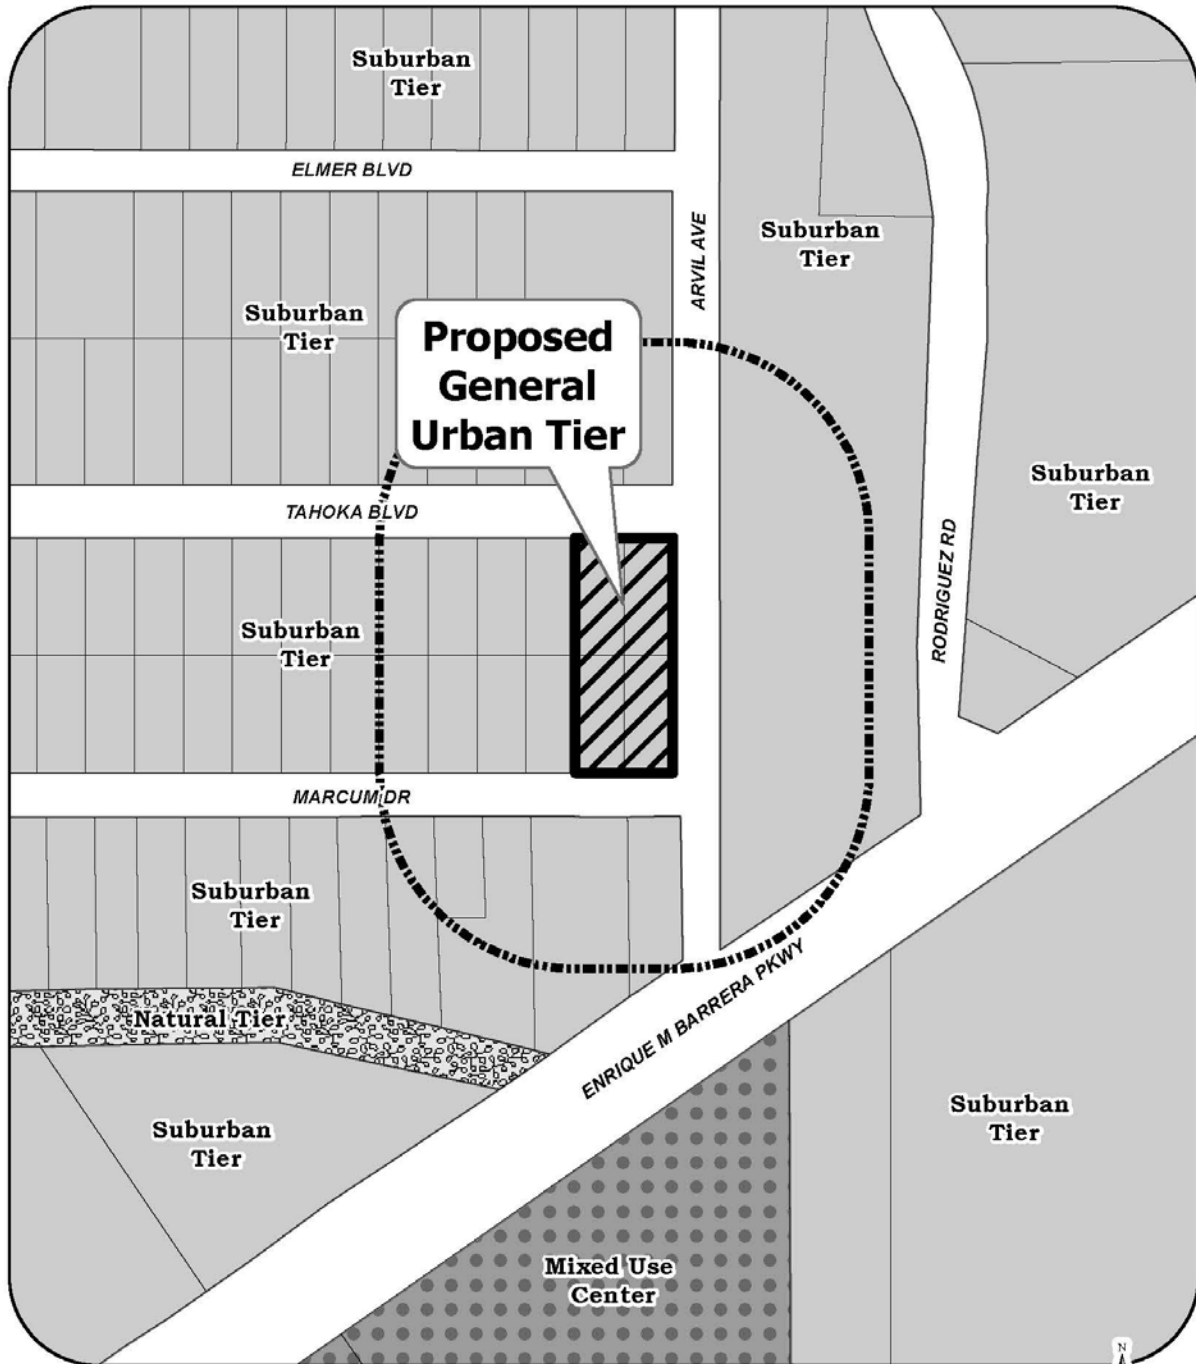 Suburban
Tier
ELMER BLVD
ARVIL AVE
Suburban
Tier
Suburban
Tier
Proposed
General
Urban Tier
Suburban
Tier
TAHOKA BLVD
RODRIGUEZ RD
Suburban
Tier
MARCUM DR
Suburban
Tier
ENRIQUE M BARRERA PKWY
Natural Tier
Suburban
Tier
Suburban
Tier
Mixed Use
Center
N